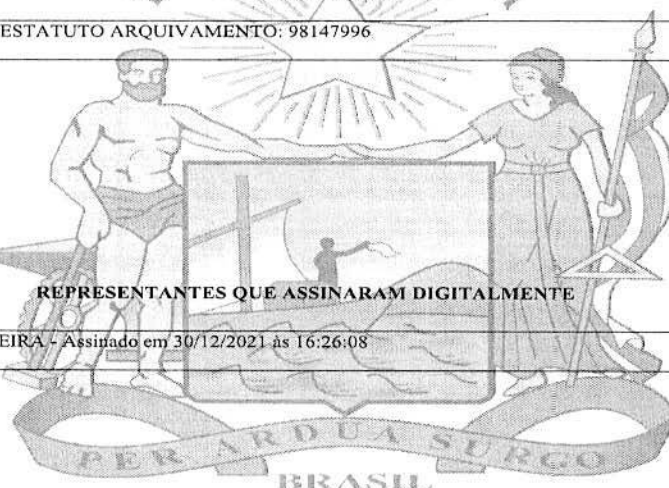 ESTATUTO ARQUIVAMENTO: 98147996
REPRESENTANTES QUE ASSINARAM DIGITALMENTE
EIRA - Assinado em 30/12/2021 às 16:26:08
PER ARDUA SURGO
BRASIL